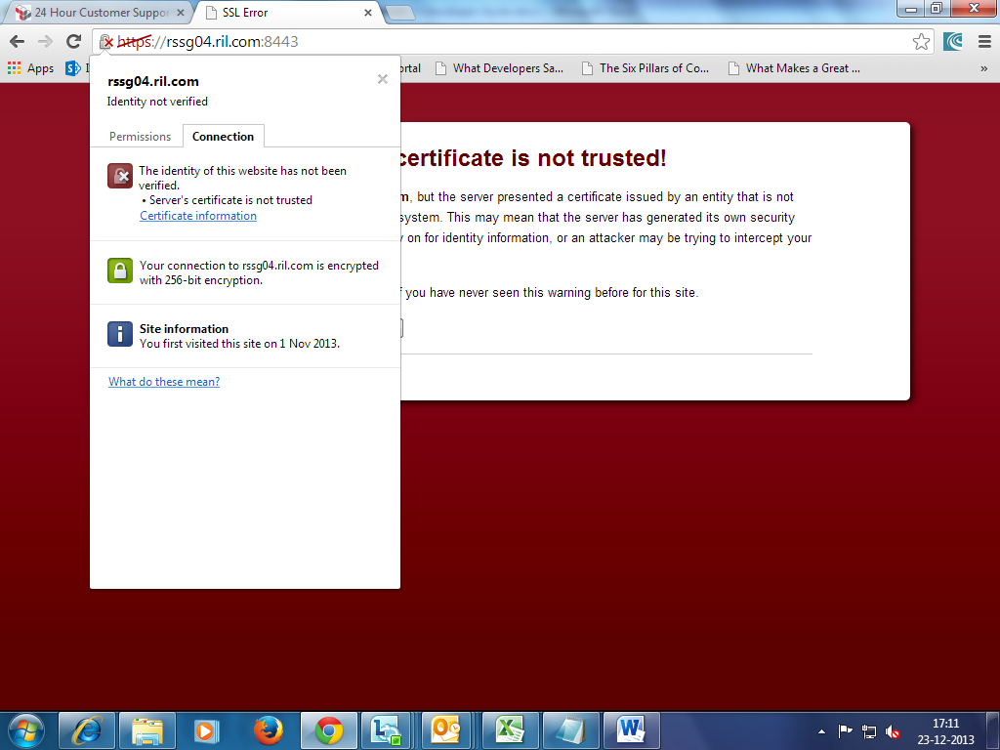 24 Hour Customer Suppor
SSL Error
https://rssg04.ril.com:8443
Apps
ortal
What Developers Sa...
The Six Pillars of Co...
What Makes a Great ...
»
rssg04.ril.com
Identity not verified
Permissions
Connection
The identity of this website has not been
verified.
• Server's certificate is not trusted
Certificate information
Your connection to rssg04.ril.com is encrypted
with 256-bit encryption.
Site information
You first visited this site on 1 Nov 2013.
What do these mean?
certificate is not trusted!
m, but the server presented a certificate issued by an entity that is not
system. This may mean that the server has generated its own security
y on for identity information, or an attacker may be trying to intercept your
f you have never seen this warning before for this site.
17:11
23-12-2013